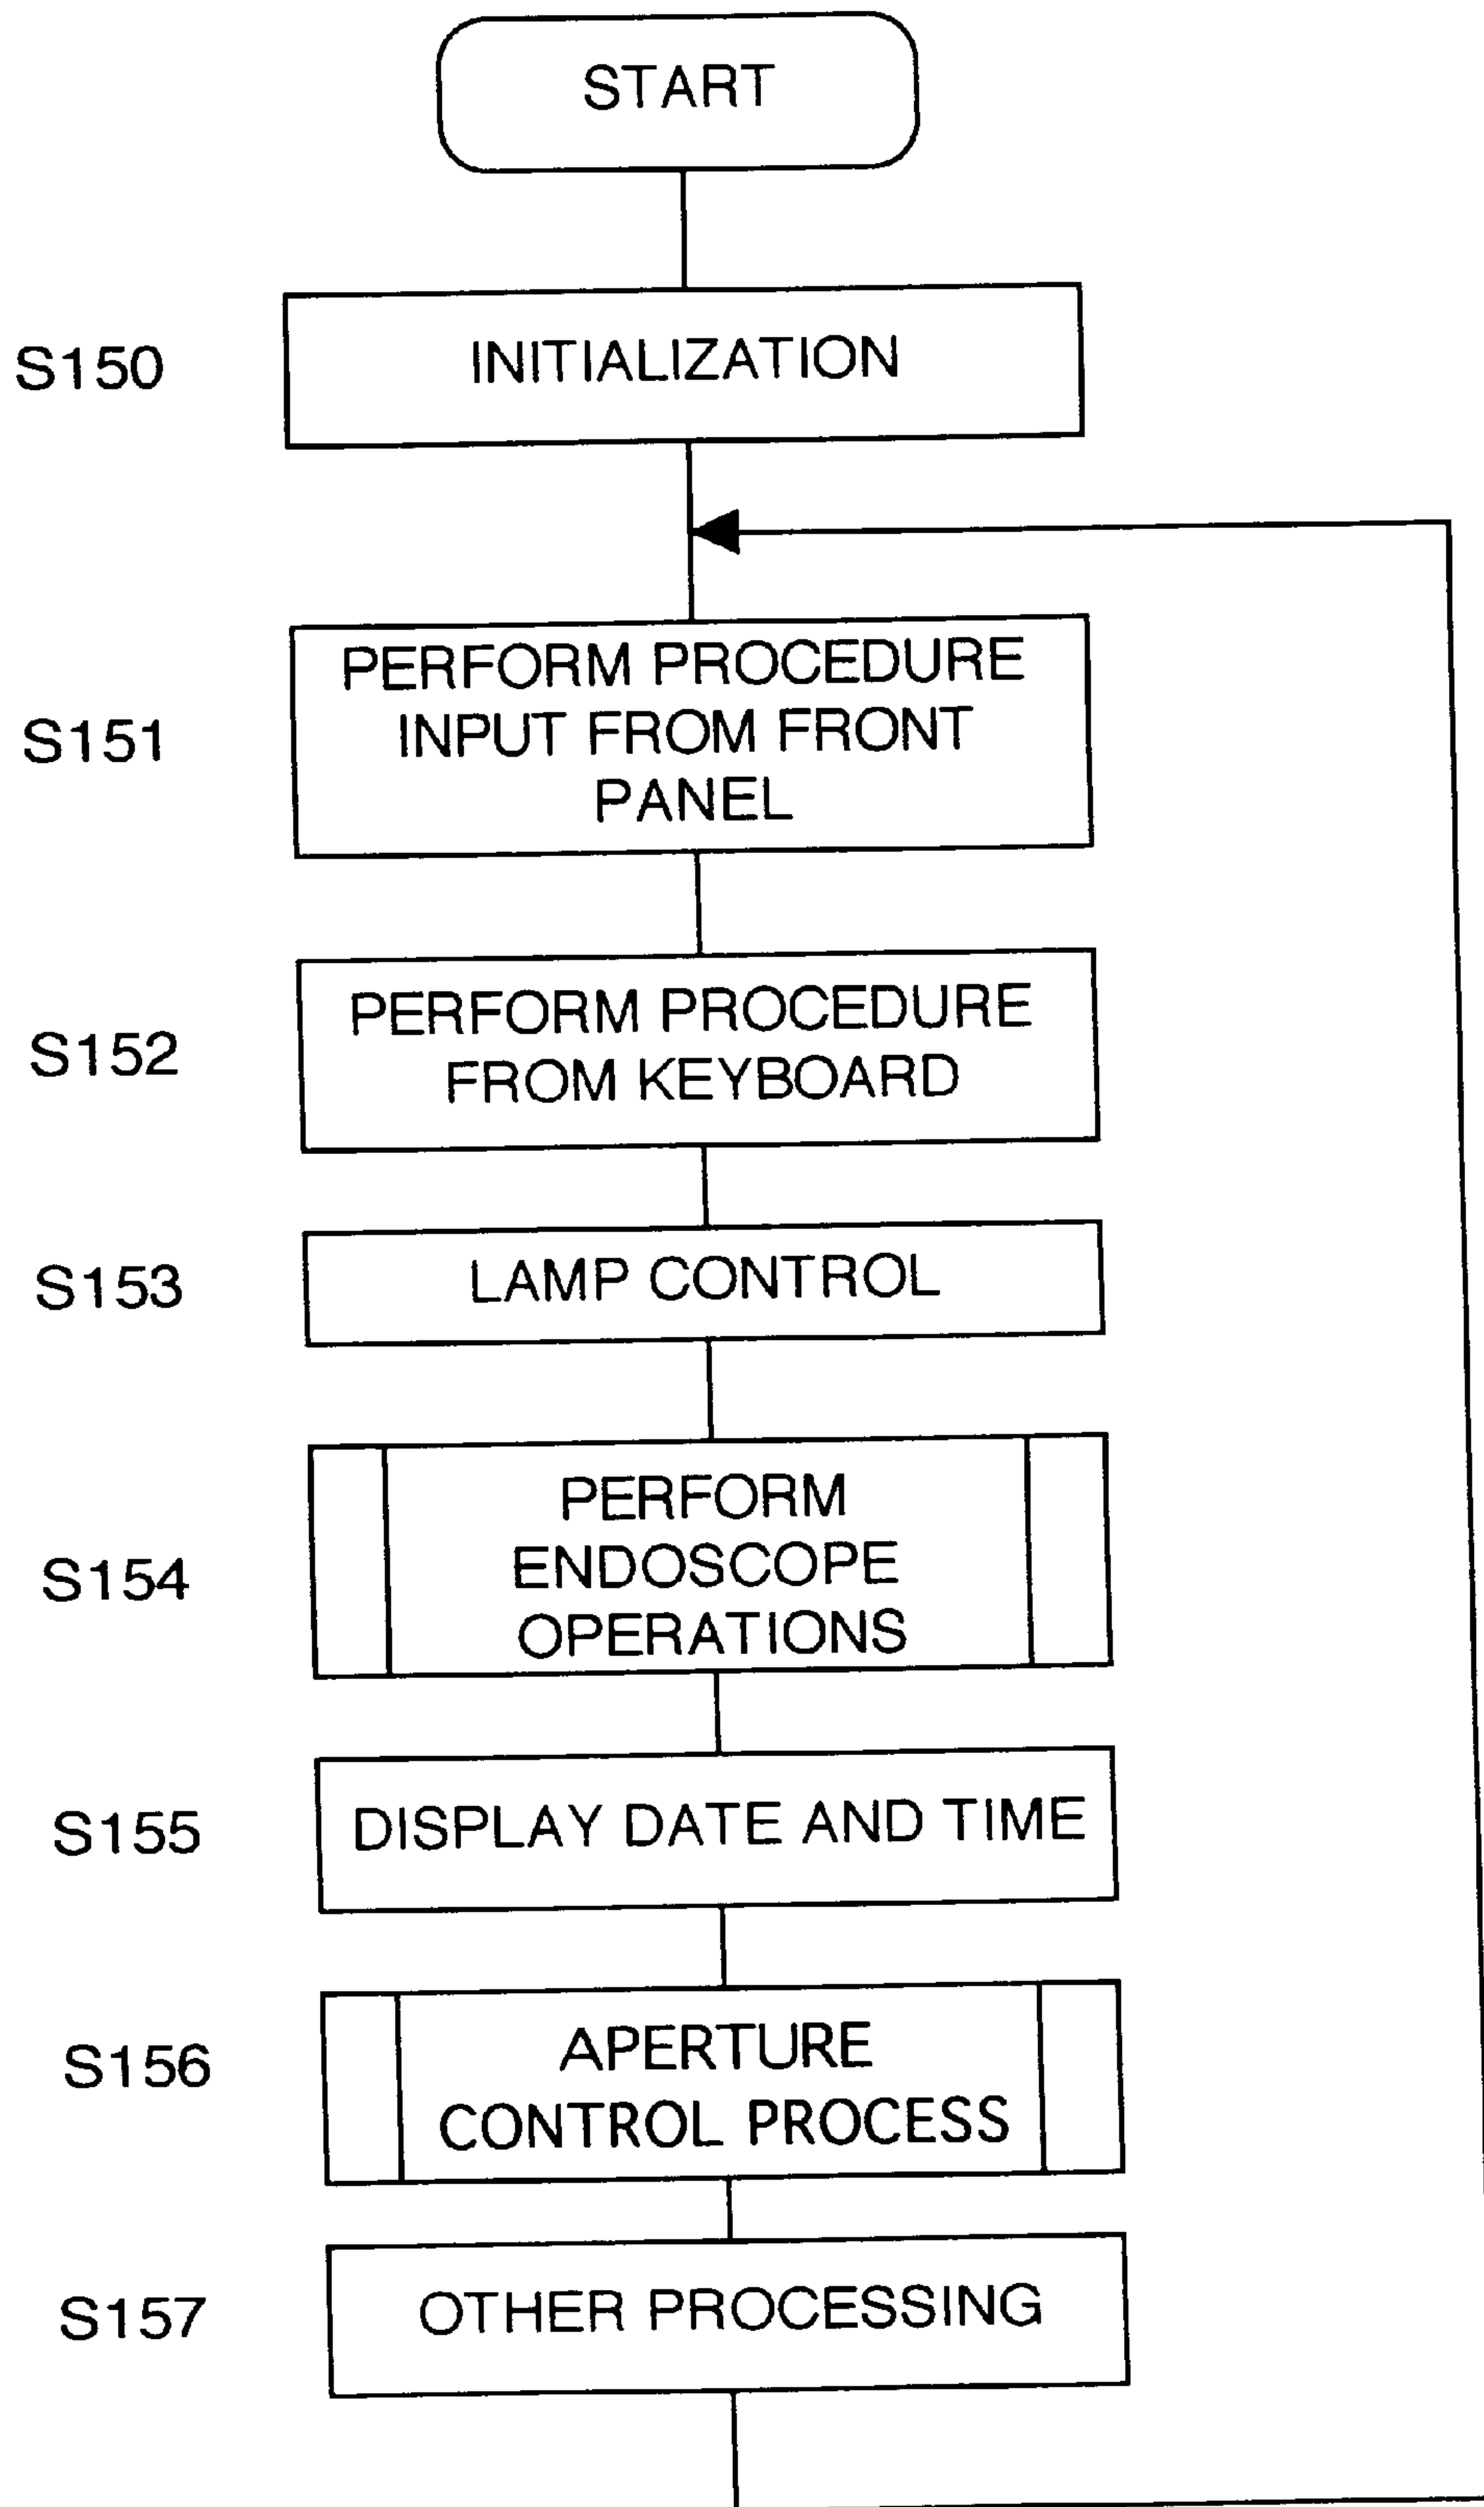 START
S150
INITIALIZATION
S151
PERFORM PROCEDURE
INPUT FROM FRONT
PANEL
S152
PERFORM PROCEDURE
FROM KEYBOARD
S153
LAMP CONTROL
S154
PERFORM
ENDOSCOPE
OPERATIONS
S155
DISPLAY DATE AND TIME
S156
APERTURE
CONTROL PROCESS
S157
OTHER PROCESSING